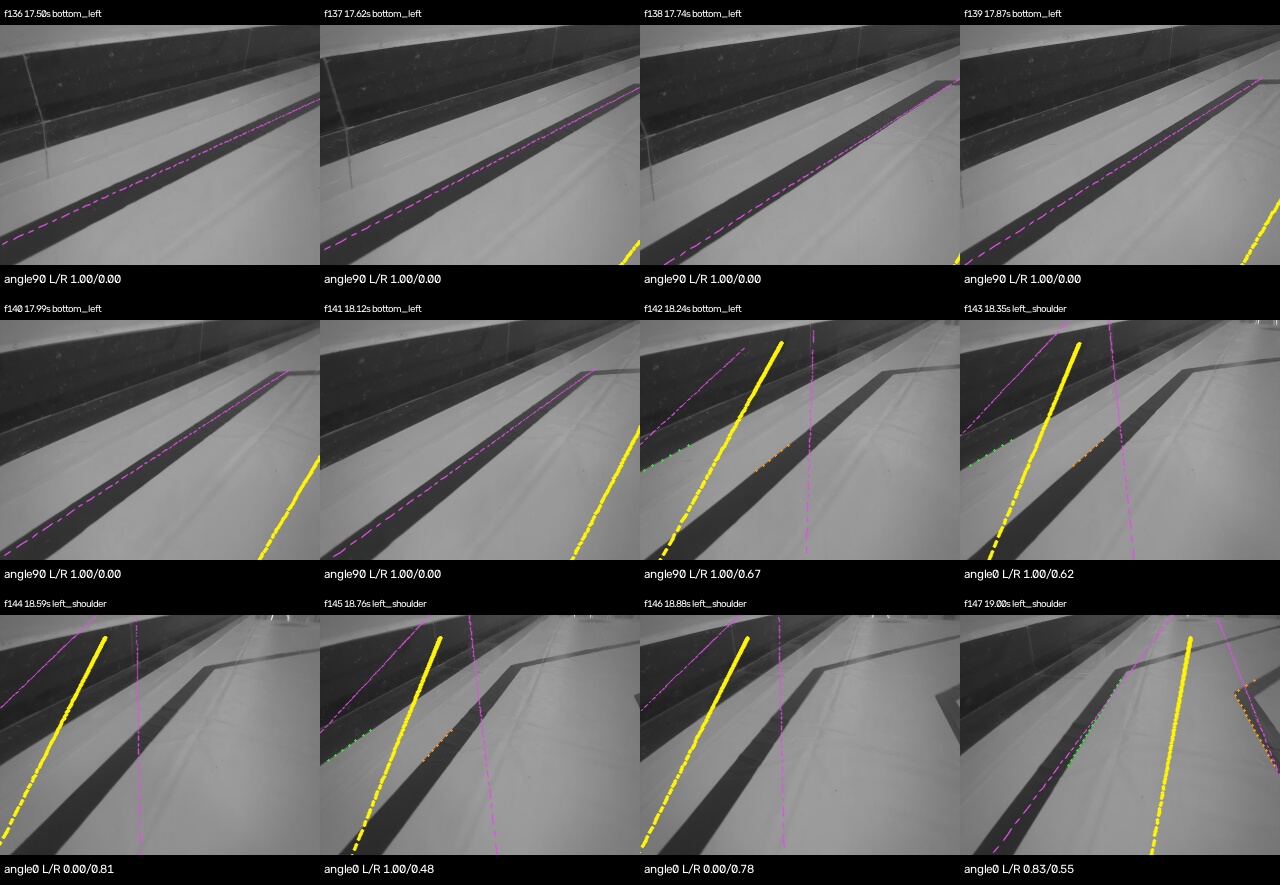 f136 17.50s bottom_left
f137 17.62s bottom_left
f138 17.74s bottom_left
f139 17.87s bottom_left
angle90 L/R 1.00/0.00
angle90 L/R 1.00/0.00
angle90 L/R 1.00/0.00
angle90 L/R 1.00/0.00
f140 17.99s bottom_left
f141 18.12s bottom_left
f142 18.24s bottom_left
f143 18.35s left_shoulder
angle90 L/R 1.00/0.00
angle90 L/R 1.00/0.00
angle90 L/R 1.00/0.67
angle0 L/R 1.00/0.62
f144 18.59s left_shoulder
f145 18.76s left_shoulder
f146 18.88s left_shoulder
f147 19.00s left_shoulder
angle0 L/R 0.00/0.81
angle0 L/R 1.00/0.48
angle0 L/R 0.00/0.78
angle0 L/R 0.83/0.55